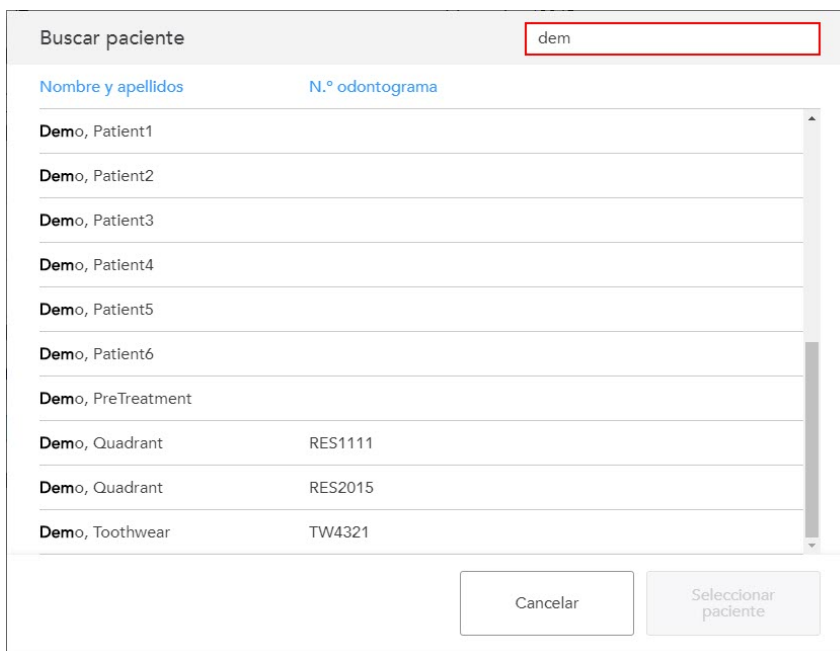 Buscar paciente
dem
Nombre y apellidos N.º odontograma
Demo, Patient1
Demo, Patient2
Demo, Patient3
Demo, Patient4
Demo, Patient5
Demo, Patient6
Demo, PreTreatment
Demo, Quadrant RES1111
Demo, Quadrant RES2015
Demo, Toothwear TW4321
Cancelar
Seleccionar
paciente